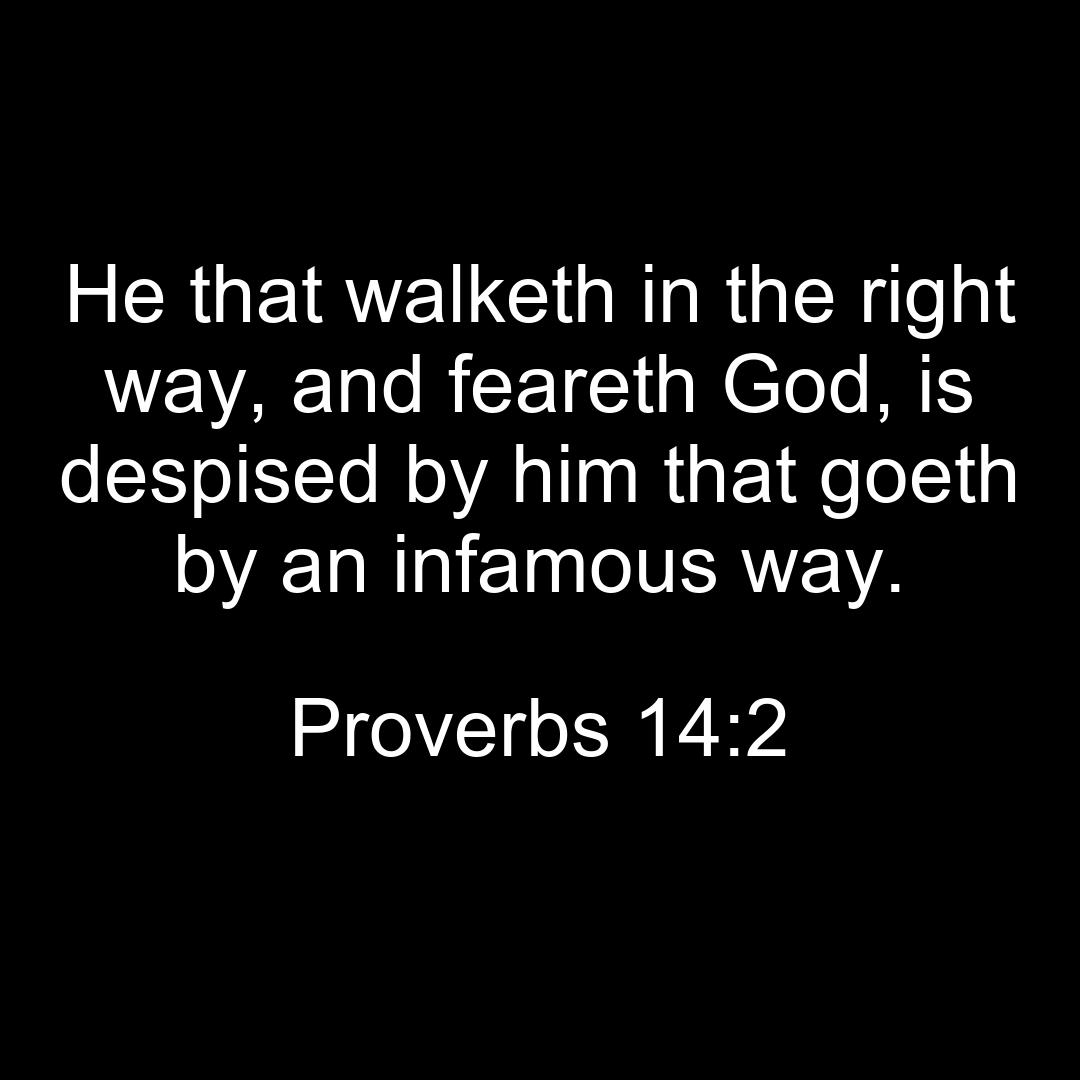 He that walketh in the right
way, and feareth God, is
despised by him that goeth
by an infamous way.
Proverbs 14:2